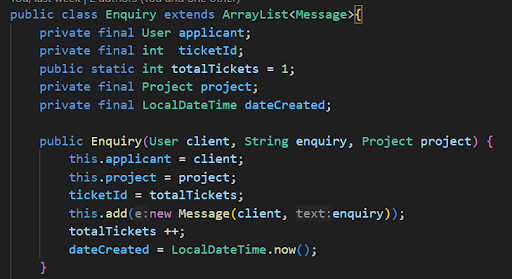 You, last week | 2 authors (You and one other)
public class Enquiry extends ArrayList<Message>{
private final User applicant;
private final int  ticketId;
public static int totalTickets = 1;
private final Project project;
private final LocalDateTime dateCreated;
public Enquiry(User client, String enquiry, Project project) {
this.applicant = client;
this.project = project;
ticketId = totalTickets;
this.add(e:new Message(client, text:enquiry));
totalTickets ++;
dateCreated = LocalDateTime.now();
}